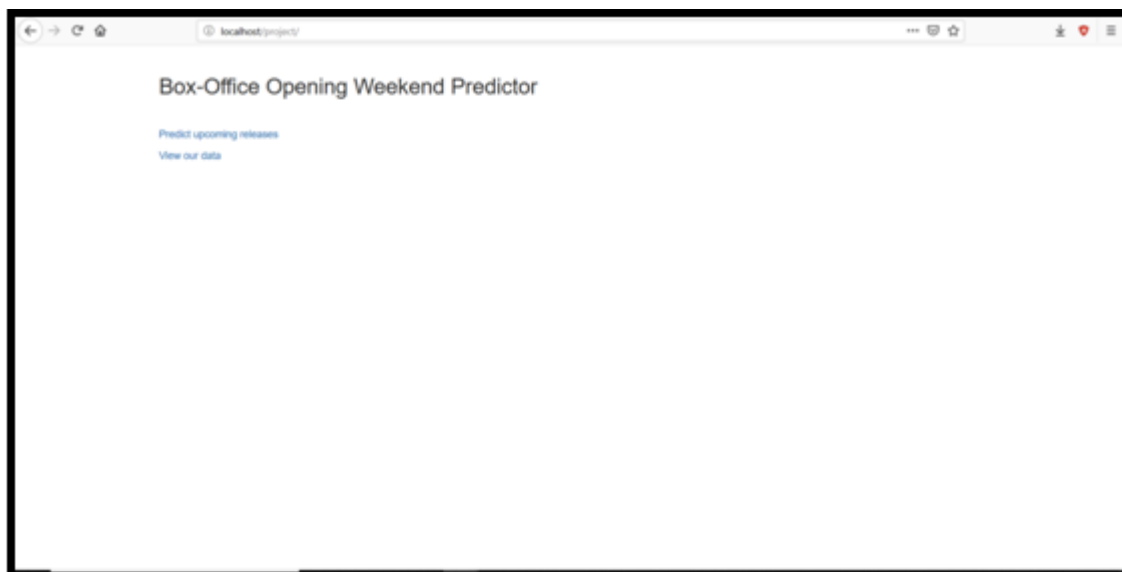 localhost/project/
Box-Office Opening Weekend Predictor
Predict upcoming releases
View our data